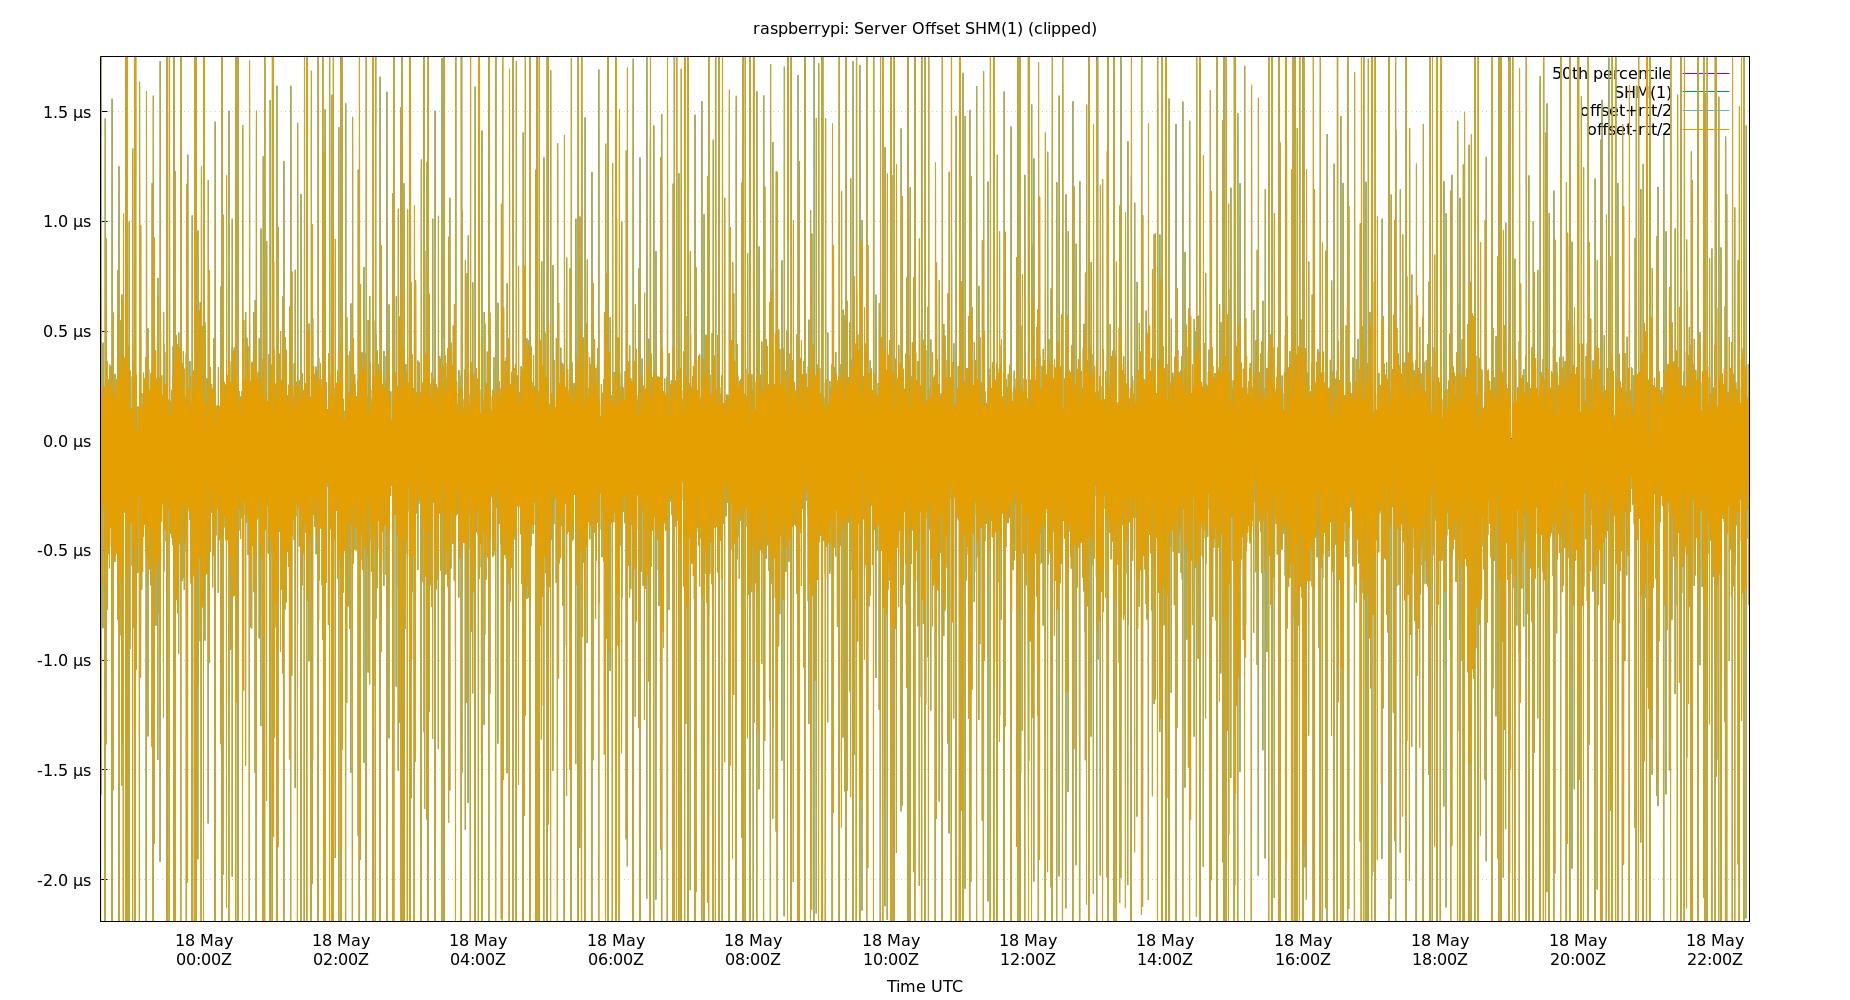 raspberrypi: Server Offset SHM(1) (clipped)
50th percentile
SHM(1)
offset+rtt/2
offset-rtt/2
1.5 µs
1.0 µs
0.5 µs
0.0 µs
-0.5 µs
-1.0 µs
-1.5 µs
-2.0 µs
18 May 18 May 18 May 18 May 18 May 18 May 18 May 18 May 18 May 18 May 18 May 18 May
00:00Z 02:00Z 04:00Z 06:00Z 08:00Z 10:00Z 12:00Z 14:00Z 16:00Z 18:00Z 20:00Z 22:00Z
Time UTC